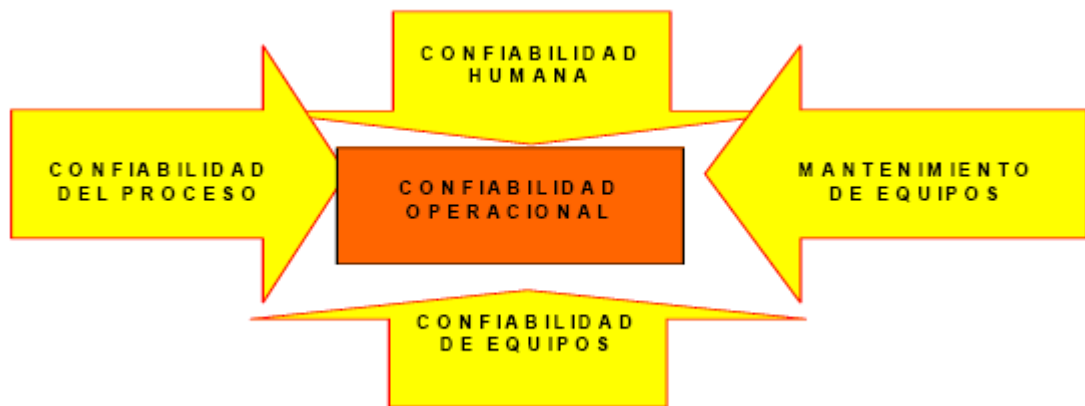 CONFIABILIDAD
HUMANA
CONFIABILIDAD
DEL PROCESO
CONFIABILIDAD
OPERACIONAL
MANTENIMIENTO
DE EQUIPOS
CONFIABILIDAD
DE EQUIPOS